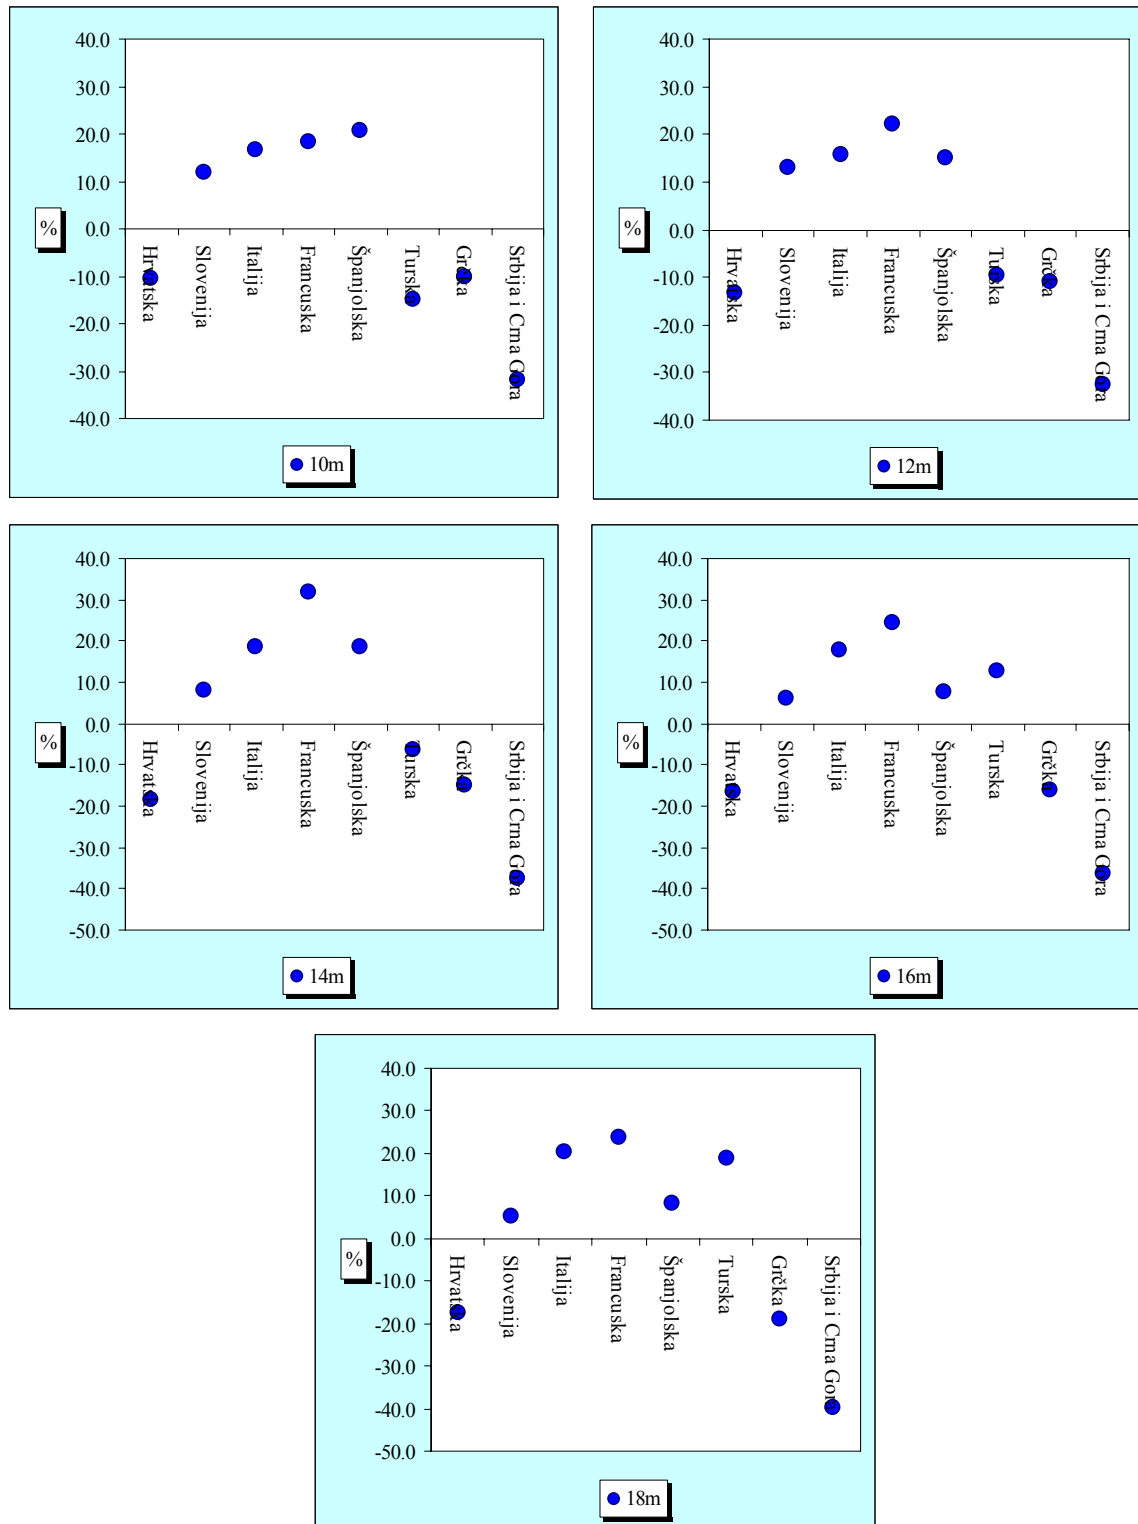 40.0
30.0
20.0
10.0
0.0
-10.0
-20.0
-30.0
-40.0
%
Hrvatska
Slovenija
Italija
Francuska
Španjolska
Turska
Grčka
Srbija i Crna Gora
10m
40.0
30.0
20.0
10.0
0.0
-10.0
-20.0
-30.0
-40.0
%
Hrvatska
Slovenija
Italija
Francuska
Španjolska
Turska
Grčka
Srbija i Crna Gora
12m
40.0
30.0
20.0
10.0
0.0
-10.0
-20.0
-30.0
-40.0
-50.0
%
Hrvatska
Slovenija
Italija
Francuska
Španjolska
Turska
Grčka
Srbija i Crna Gora
14m
40.0
30.0
20.0
10.0
0.0
-10.0
-20.0
-30.0
-40.0
-50.0
%
Hrvatska
Slovenija
Italija
Francuska
Španjolska
Turska
Grčka
Srbija i Crna Gora
16m
40.0
30.0
20.0
10.0
0.0
-10.0
-20.0
-30.0
-40.0
-50.0
%
Hrvatska
Slovenija
Italija
Francuska
Španjolska
Turska
Grčka
Srbija i Crna Gora
18m